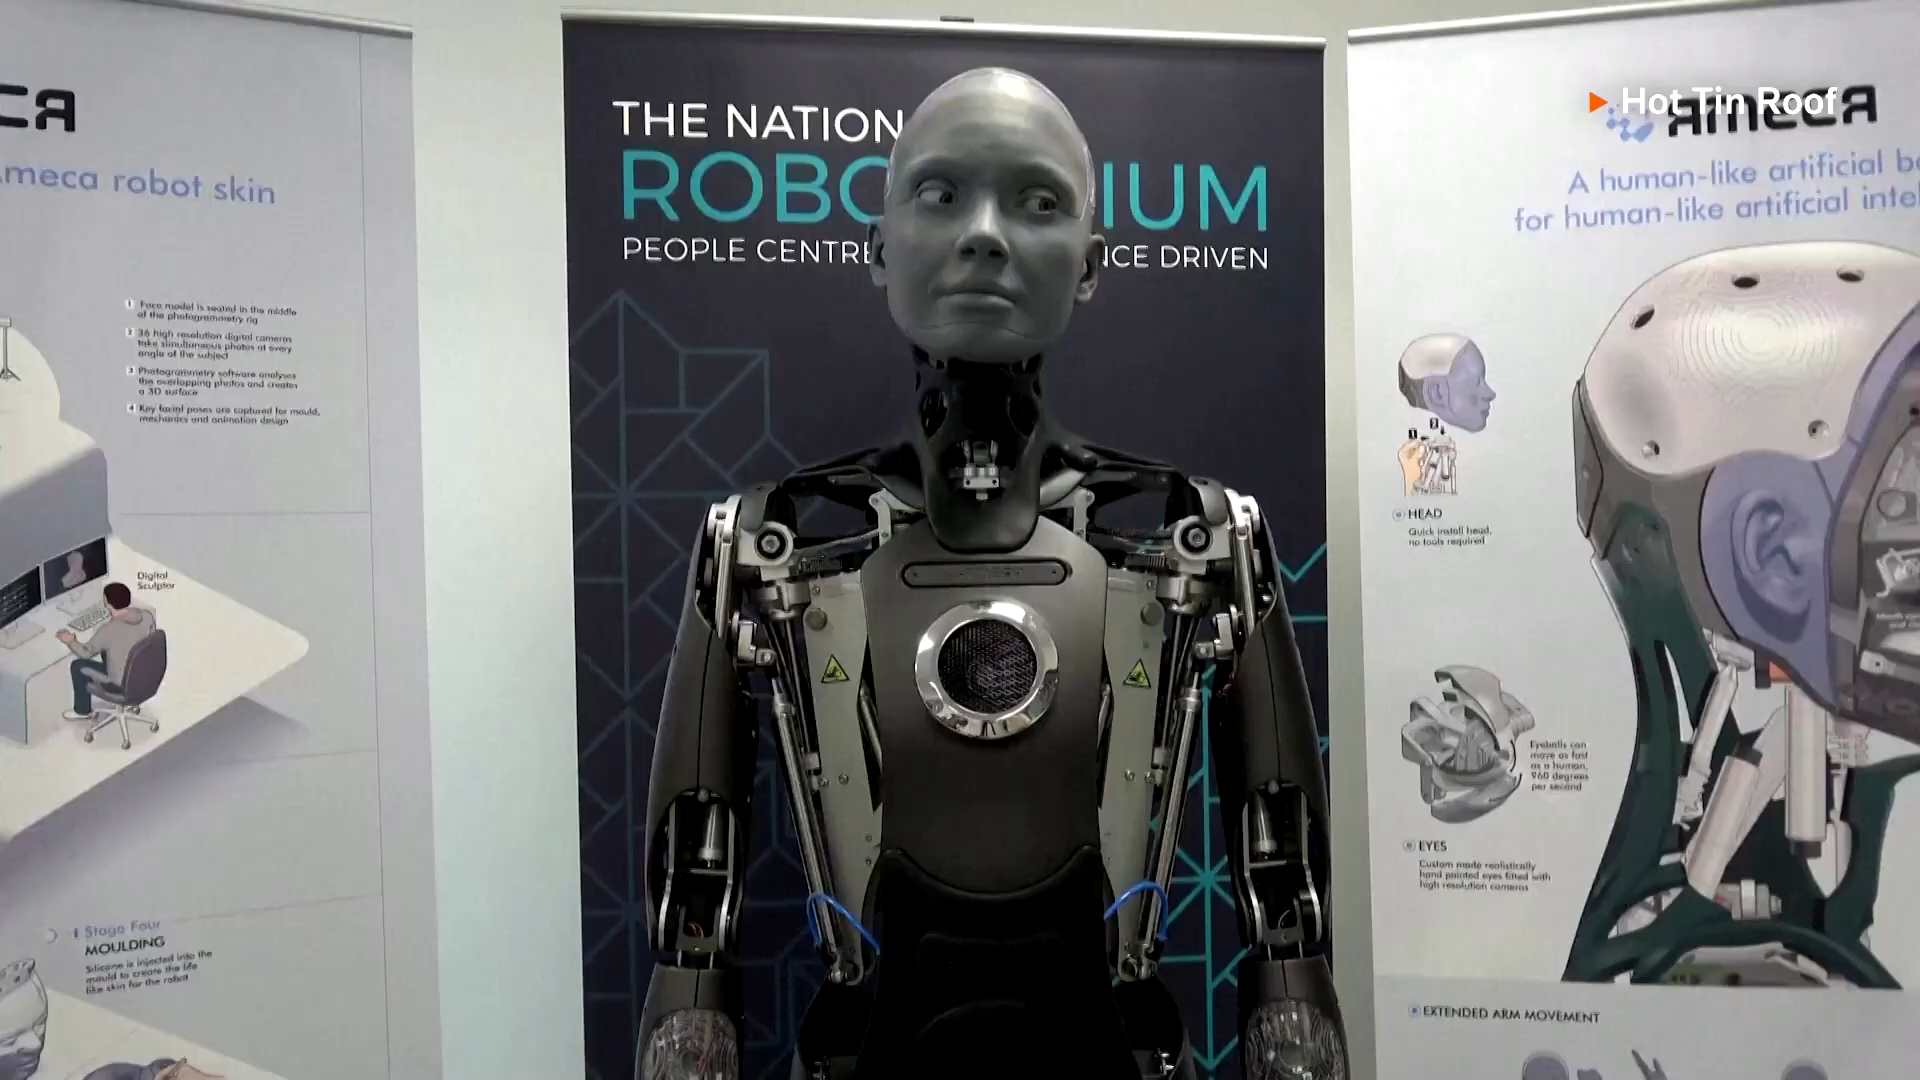 CA
Ameca robot skin
1 Face model is seated in the middle
of the photogrammetry rig
2 36 high resolution digital cameras
take simultaneous photos at every
angle of the subject
3 Photogrammetry software analyses
the overlapping photos and creates
a 3D surface
4 Key facial poses are captured for mould,
mechanics and animation design
Digital
Sculptor
Stage Four
MOULDING
Silicone is injected into the
mould to create the life
like skin for the robot
THE NATION
ROBO IUM
PEOPLE CENTRE NCE DRIVEN
Hot Tin Roof
AMECA
A human-like artificial bo
for human-like artificial intel
1
2
HEAD
Quick install head,
no tools required
Eyeballs can
move as fast
as a human,
960 degrees
per second
EYES
Custom made realistically
hand painted eyes fitted with
high resolution cameras
EXTENDED ARM MOVEMENT